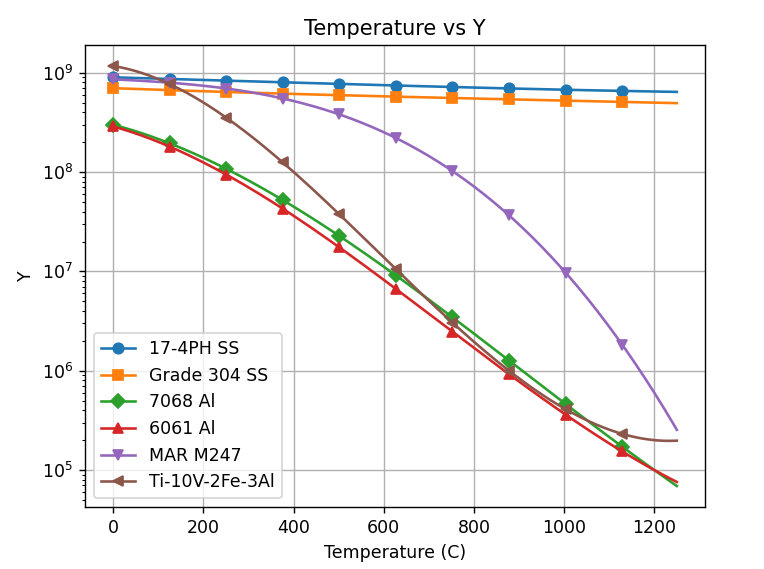 Temperature vs Y
Y
10⁹
10⁸
10⁷
10⁶
10⁵
17-4PH SS
Grade 304 SS
7068 Al
6061 Al
MAR M247
Ti-10V-2Fe-3Al
0 200 400 600 800 1000 1200
Temperature (C)